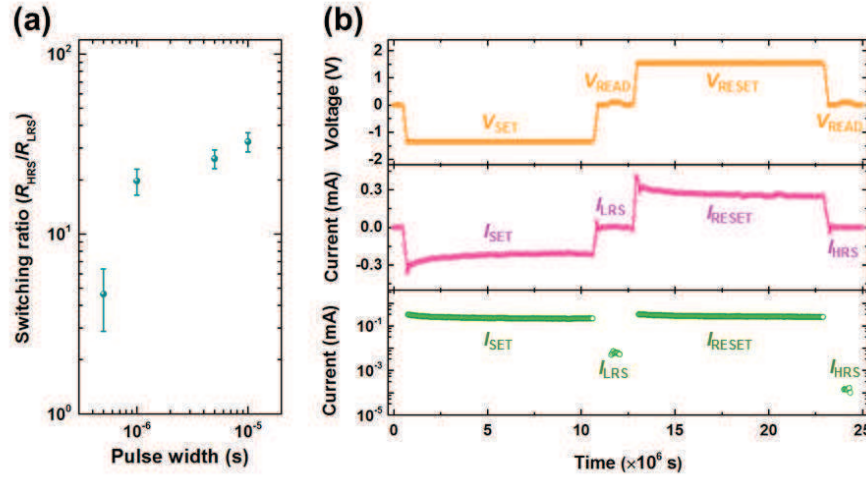 (a)
10²
10¹
10⁰
Switching ratio (R_HRS/R_LRS)
10⁻⁶
10⁻⁵
Pulse width (s)
(b)
Voltage (V)
2
1
0
-1
-2
V_SET
V_READ
V_RESET
V_READ
Current (mA)
0.3
0.0
-0.3
I_SET
I_LRS
I_RESET
I_HRS
Current (mA)
10⁻¹
10⁻³
10⁻⁵
I_SET
I_LRS
I_RESET
I_HRS
0
5
10
15
20
25
Time (×10⁶ s)